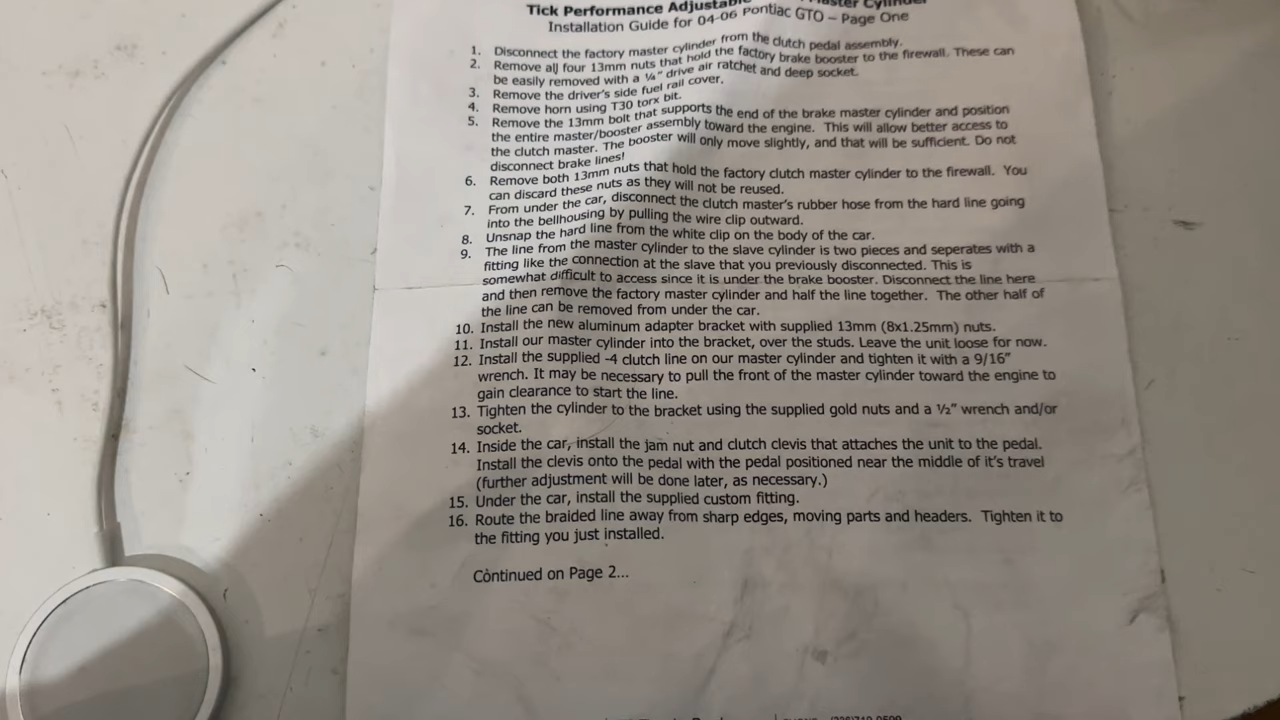 Tick Performance Adjustable Master Cylinder
Installation Guide for 04-06 Pontiac GTO – Page One
1. Disconnect the factory master cylinder from the clutch pedal assembly.
2. Remove all four 13mm nuts that hold the factory brake booster to the firewall. These can
be easily removed with a ¼" drive air ratchet and deep socket.
3. Remove the driver's side fuel rail cover.
4. Remove horn using T30 torx bit.
5. Remove the 13mm bolt that supports the end of the brake master cylinder and position
the entire master/booster assembly toward the engine. This will allow better access to
the clutch master. The booster will only move slightly, and that will be sufficient. Do not
disconnect brake lines!
6. Remove both 13mm nuts that hold the factory clutch master cylinder to the firewall. You
can discard these nuts as they will not be reused.
7. From under the car, disconnect the clutch master's rubber hose from the hard line going
into the bellhousing by pulling the wire clip outward.
8. Unsnap the hard line from the white clip on the body of the car.
9. The line from the master cylinder to the slave cylinder is two pieces and seperates with a
fitting like the connection at the slave that you previously disconnected. This is
somewhat difficult to access since it is under the brake booster. Disconnect the line here
and then remove the factory master cylinder and half the line together. The other half of
the line can be removed from under the car.
10. Install the new aluminum adapter bracket with supplied 13mm (8x1.25mm) nuts.
11. Install our master cylinder into the bracket, over the studs. Leave the unit loose for now.
12. Install the supplied -4 clutch line on our master cylinder and tighten it with a 9/16"
wrench. It may be necessary to pull the front of the master cylinder toward the engine to
gain clearance to start the line.
13. Tighten the cylinder to the bracket using the supplied gold nuts and a ½" wrench and/or
socket.
14. Inside the car, install the jam nut and clutch clevis that attaches the unit to the pedal.
Install the clevis onto the pedal with the pedal positioned near the middle of it's travel
(further adjustment will be done later, as necessary.)
15. Under the car, install the supplied custom fitting.
16. Route the braided line away from sharp edges, moving parts and headers. Tighten it to
the fitting you just installed.
Continued on Page 2...